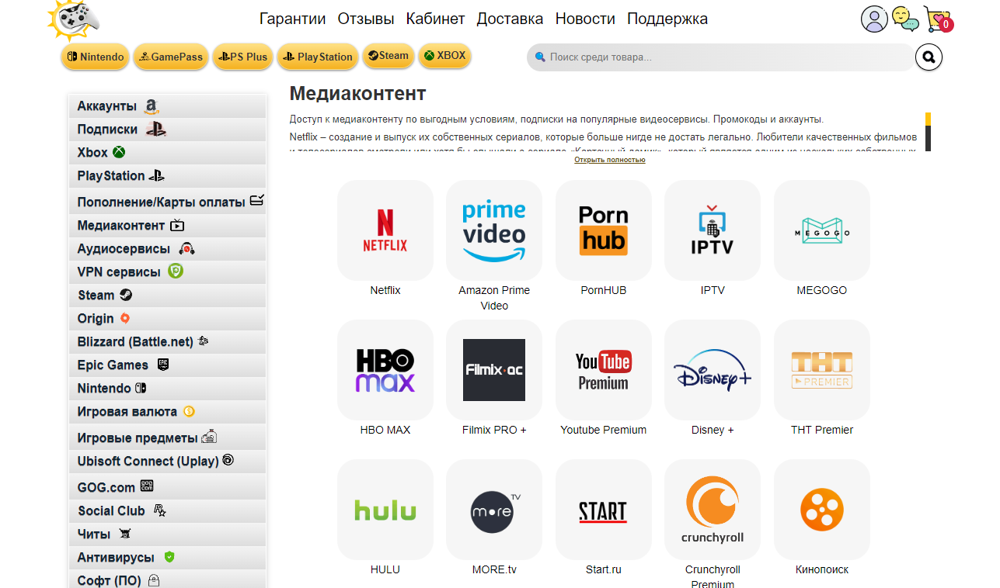 Гарантии Отзывы Кабинет Доставка Новости Поддержка
0
Nintendo GamePass PS Plus PlayStation Steam XBOX
Поиск среди товара...
Аккаунты
Подписки
Xbox
PlayStation
Пополнение/Карты оплаты
Медиаконтент
Аудиосервисы
VPN сервисы
Steam
Origin
Blizzard (Battle.net)
Epic Games
Nintendo
Игровая валюта
Игровые предметы
Ubisoft Connect (Uplay)
GOG.com
Social Club
Читы
Антивирусы
Софт (ПО)
Медиаконтент
Доступ к медиаконтенту по выгодным условиям, подписки на популярные видеосервисы. Промокоды и аккаунты.
Netflix – создание и выпуск их собственных сериалов, которые больше нигде не достать легально. Любители качественных фильмов
Открыть полностью
NETFLIX
prime
video
Porn
hub
IPTV
MEGOGO
Netflix
Amazon Prime
Video
PornHUB
IPTV
MEGOGO
HBO
max
Filmix.ac
YouTube
Premium
Disney+
ТНТ
PREMIER
HBO MAX
Filmix PRO +
Youtube Premium
Disney +
ТНТ Premier
hulu
more
TV
START
crunchyroll
HULU
MORE.tv
Start.ru
Crunchyroll
Premium
Кинопоиск